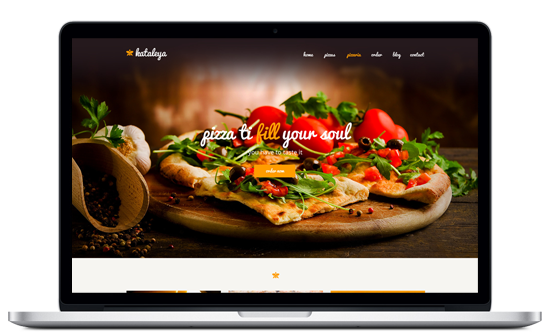 kataleya
home pizzas pizzeria order blog contact
pizza ti fill your soul
you have to taste it
order now